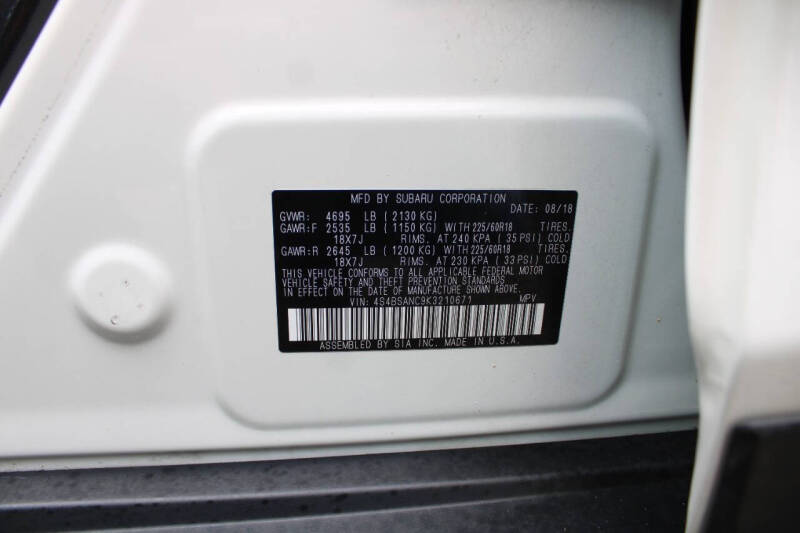 MFD BY SUBARU CORPORATION
DATE: 08/18
GVWR: 4695 LB ( 2130 KG)
GAWR:F 2535 LB ( 1150 KG) WITH 225/60R18 TIRES.
18X7J RIMS. AT 240 KPA ( 35 PSI) COLD
GAWR:R 2645 LB ( 1200 KG) WITH 225/60R18 TIRES.
18X7J RIMS. AT 230 KPA ( 33 PSI) COLD
THIS VEHICLE CONFORMS TO ALL APPLICABLE FEDERAL MOTOR
VEHICLE SAFETY AND THEFT PREVENTION STANDARDS
IN EFFECT ON THE DATE OF MANUFACTURE SHOWN ABOVE.
VIN: 4S4BSANC9K3210671 MPV
ASSEMBLED BY SIA INC. MADE IN U.S.A.